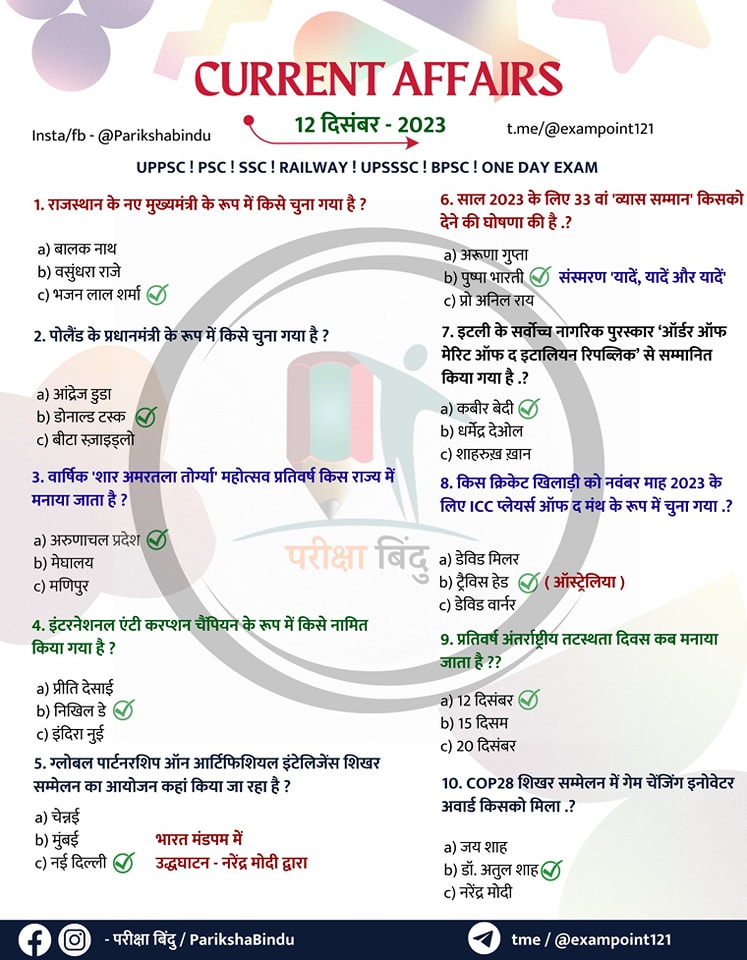 CURRENT AFFAIRS
12 दिसंबर - 2023
Insta/fb - @Parikshabindu
t.me/@exampoint121
UPPSC ! PSC ! SSC ! RAILWAY ! UPSSSC ! BPSC ! ONE DAY EXAM
1. राजस्थान के नए मुख्यमंत्री के रूप में किसे चुना गया है ?
a) बालक नाथ
b) वसुंधरा राजे
c) भजन लाल शर्मा
2. पोलैंड के प्रधानमंत्री के रूप में किसे चुना गया है ?
a) आंद्रेज डुडा
b) डोनाल्ड टस्क
c) बीटा स्ज़ाइड्लो
3. वार्षिक 'शार अमरतला तोर्ग्या' महोत्सव प्रतिवर्ष किस राज्य में
मनाया जाता है ?
a) अरुणाचल प्रदेश
b) मेघालय
c) मणिपुर
4. इंटरनेशनल एंटी करप्शन चैंपियन के रूप में किसे नामित
किया गया है ?
a) प्रीति देसाई
b) निखिल डे
c) इंदिरा नुई
5. ग्लोबल पार्टनरशिप ऑन आर्टिफिशियल इंटेलिजेंस शिखर
सम्मेलन का आयोजन कहां किया जा रहा है ?
a) चेन्नई
b) मुंबई भारत मंडपम में
c) नई दिल्ली उद्धघाटन - नरेंद्र मोदी द्वारा
6. साल 2023 के लिए 33 वां 'व्यास सम्मान' किसको
देने की घोषणा की है .?
a) अरूणा गुप्ता
b) पुष्पा भारती संस्मरण 'यादें, यादें और यादें'
c) प्रो अनिल राय
7. इटली के सर्वोच्च नागरिक पुरस्कार ‘ऑर्डर ऑफ
मेरिट ऑफ द इटालियन रिपब्लिक’ से सम्मानित
किया गया है .?
a) कबीर बेदी
b) धर्मेद्र देओल
c) शाहरुख़ ख़ान
8. किस क्रिकेट खिलाड़ी को नवंबर माह 2023 के
लिए ICC प्लेयर्स ऑफ द मंथ के रूप में चुना गया .?
a) डेविड मिलर
b) ट्रैविस हेड ( ऑस्ट्रेलिया )
c) डेविड वार्नर
9. प्रतिवर्ष अंतर्राष्ट्रीय तटस्थता दिवस कब मनाया
जाता है ??
a) 12 दिसंबर
b) 15 दिसम
c) 20 दिसंबर
10. COP28 शिखर सम्मेलन में गेम चेंजिंग इनोवेटर
अवार्ड किसको मिला .?
a) जय शाह
b) डॉ. अतुल शाह
c) नरेंद्र मोदी
परीक्षा बिंदु
- परीक्षा बिंदु / ParikshaBindu
tme / @exampoint121